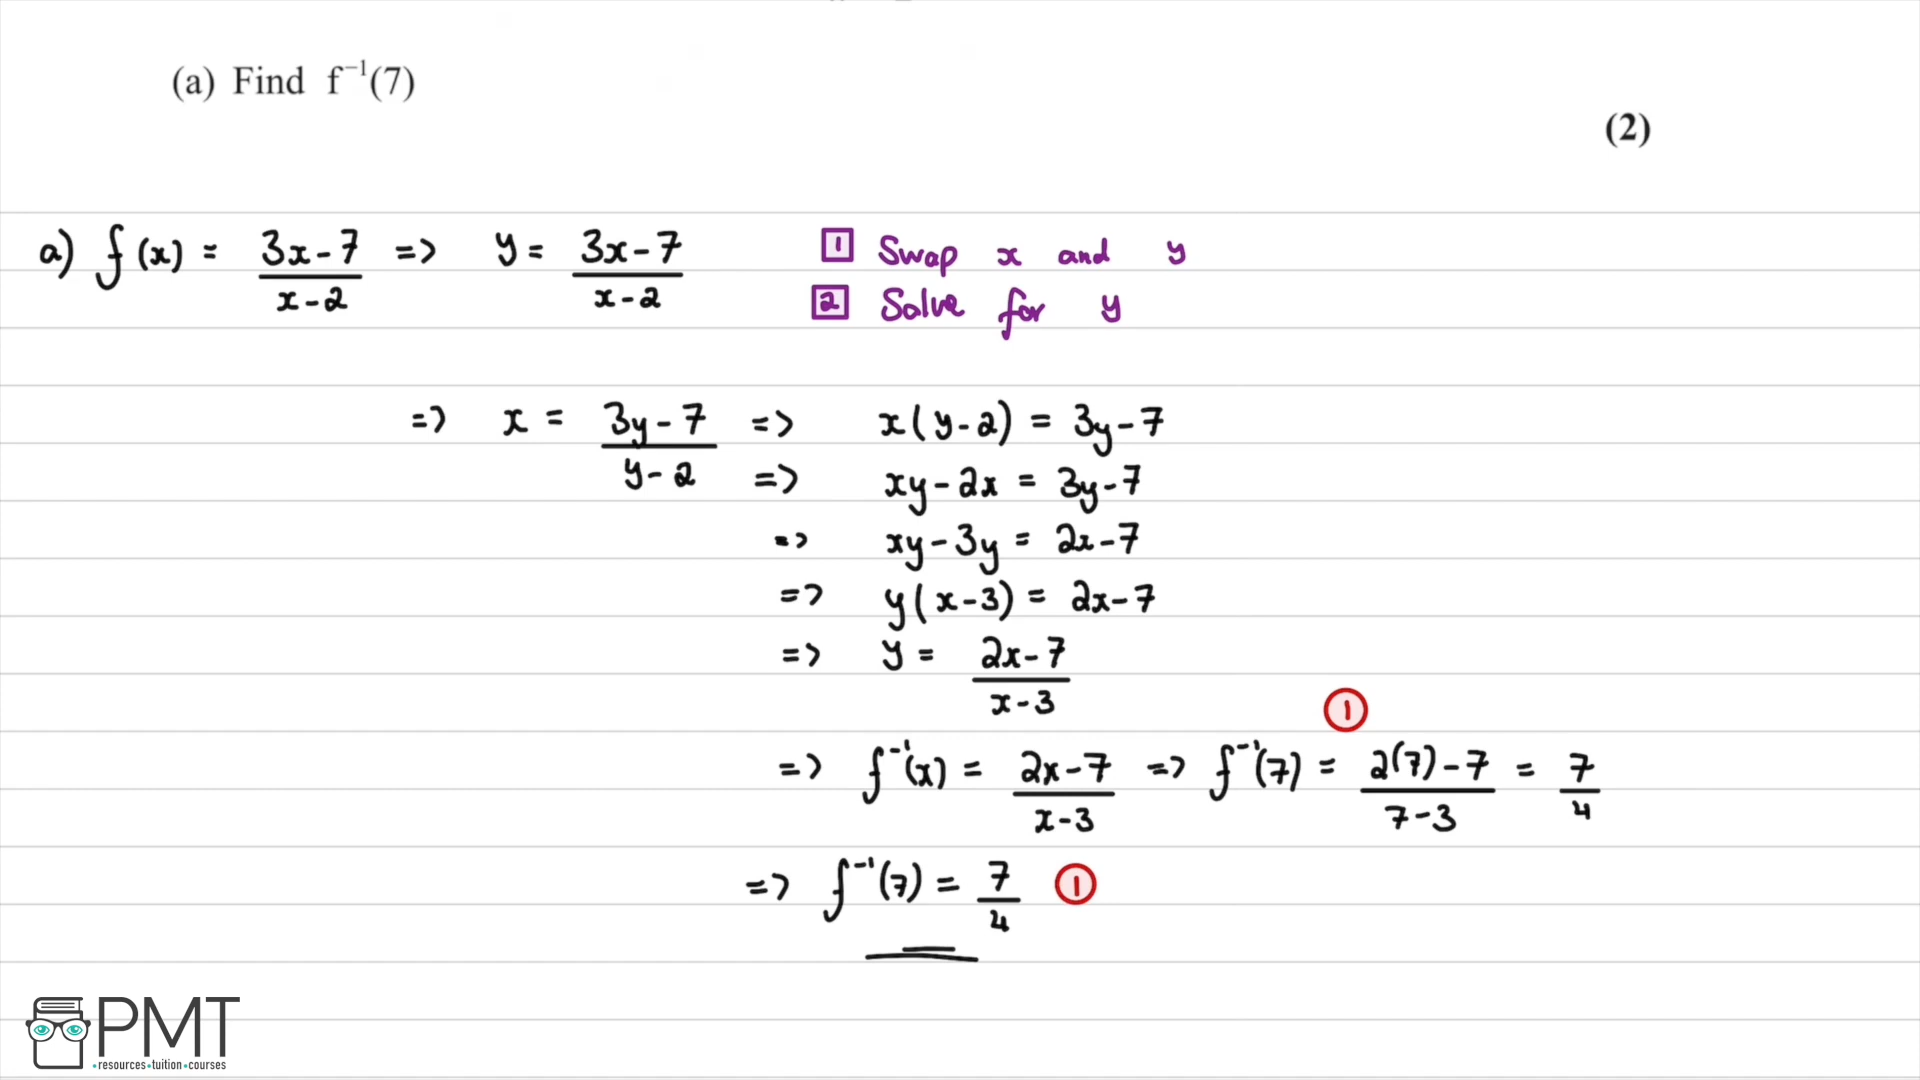 (a) Find f⁻¹(7)
(2)
a) f(x) = (3x-7)/(x-2) => y = (3x-7)/(x-2)
1 Swap x and y
2 Solve for y
=> x = (3y-7)/(y-2) => x(y-2) = 3y-7
=> xy-2x = 3y-7
=> xy-3y = 2x-7
=> y(x-3) = 2x-7
=> y = (2x-7)/(x-3)
=> f⁻¹(x) = (2x-7)/(x-3) => f⁻¹(7) = (2(7)-7)/(7-3) = 7/4 ①
=> f⁻¹(7) = 7/4 ①
PMT
•resources•tuition•courses